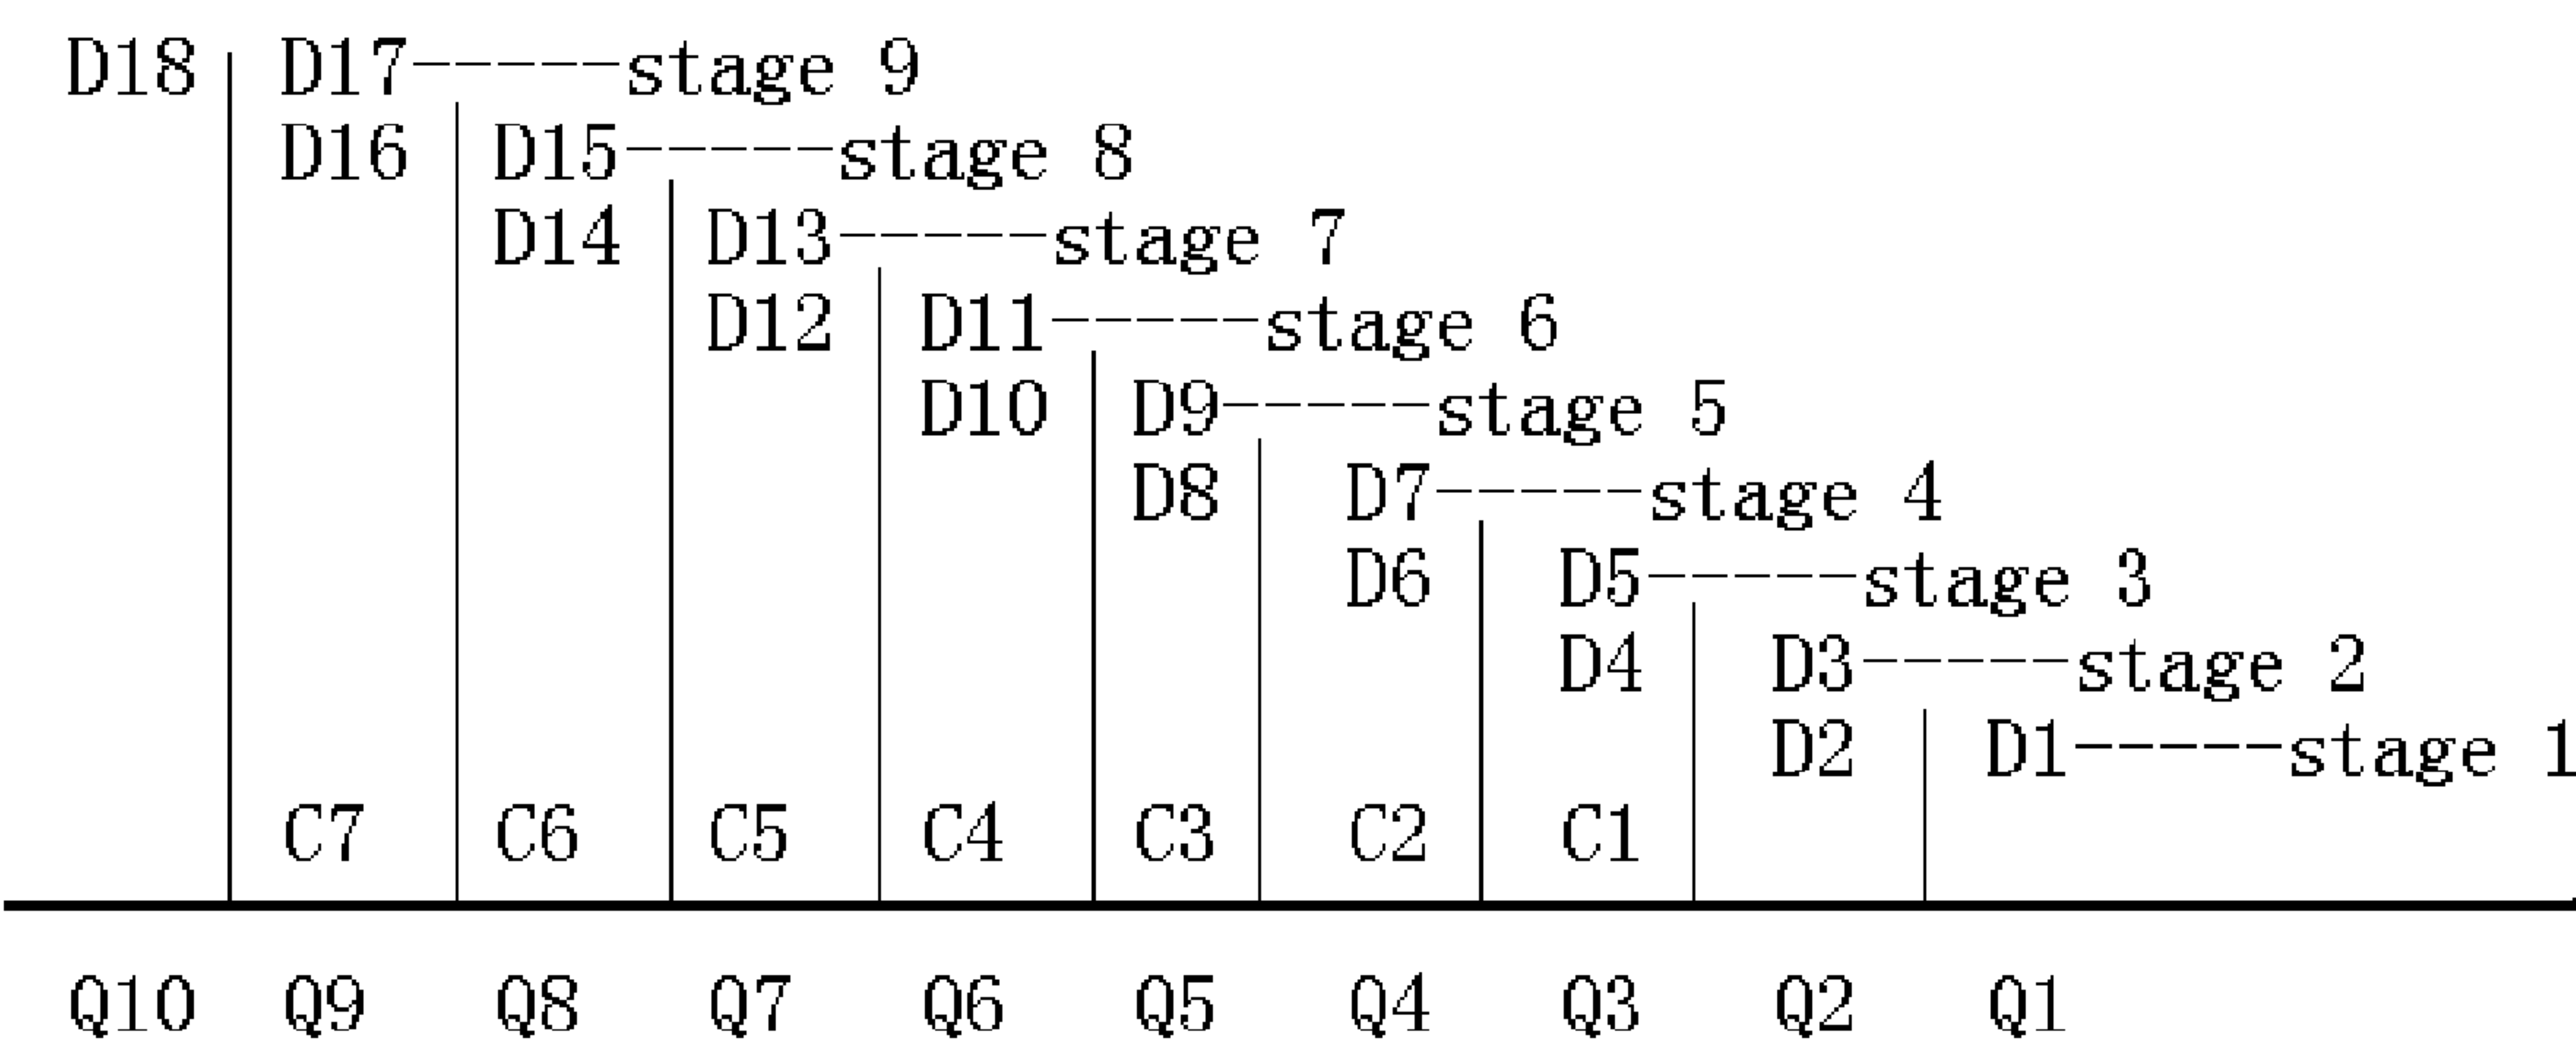 D18 D17-----stage 9
D16 D15-----stage 8
D14 D13-----stage 7
D12 D11-----stage 6
D10 D9-----stage 5
D8 D7-----stage 4
D6 D5-----stage 3
D4 D3-----stage 2
D2 D1-----stage 1
C7 C6 C5 C4 C3 C2 C1
Q10 Q9 Q8 Q7 Q6 Q5 Q4 Q3 Q2 Q1